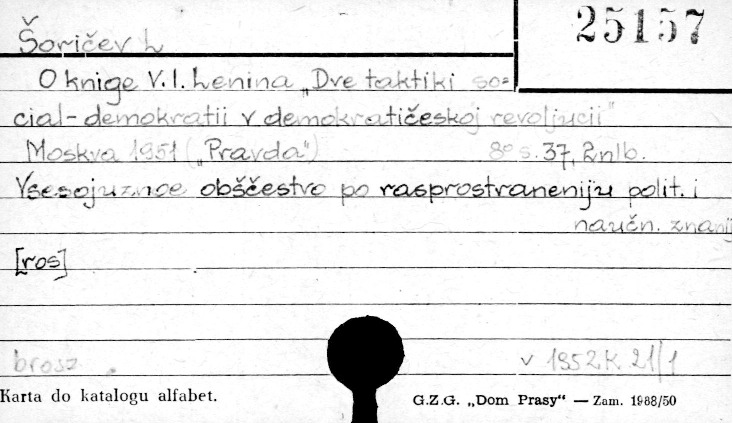 25157
Šoričev L
O knige V.I. Lenina „Dve taktiki so=
cial-demokratii v demokratičeskoj revoljucii"
Moskva 1951 („Pravda") 8° s. 37, 2nlb.
Vsesojuznoe obščestvo po rasprostraneniju polit. i
naučn. znanij
[ros]
brosz. v 1952 K 21/1
Karta do katalogu alfabet. G.Z.G. „Dom Prasy" — Zam. 1988/50